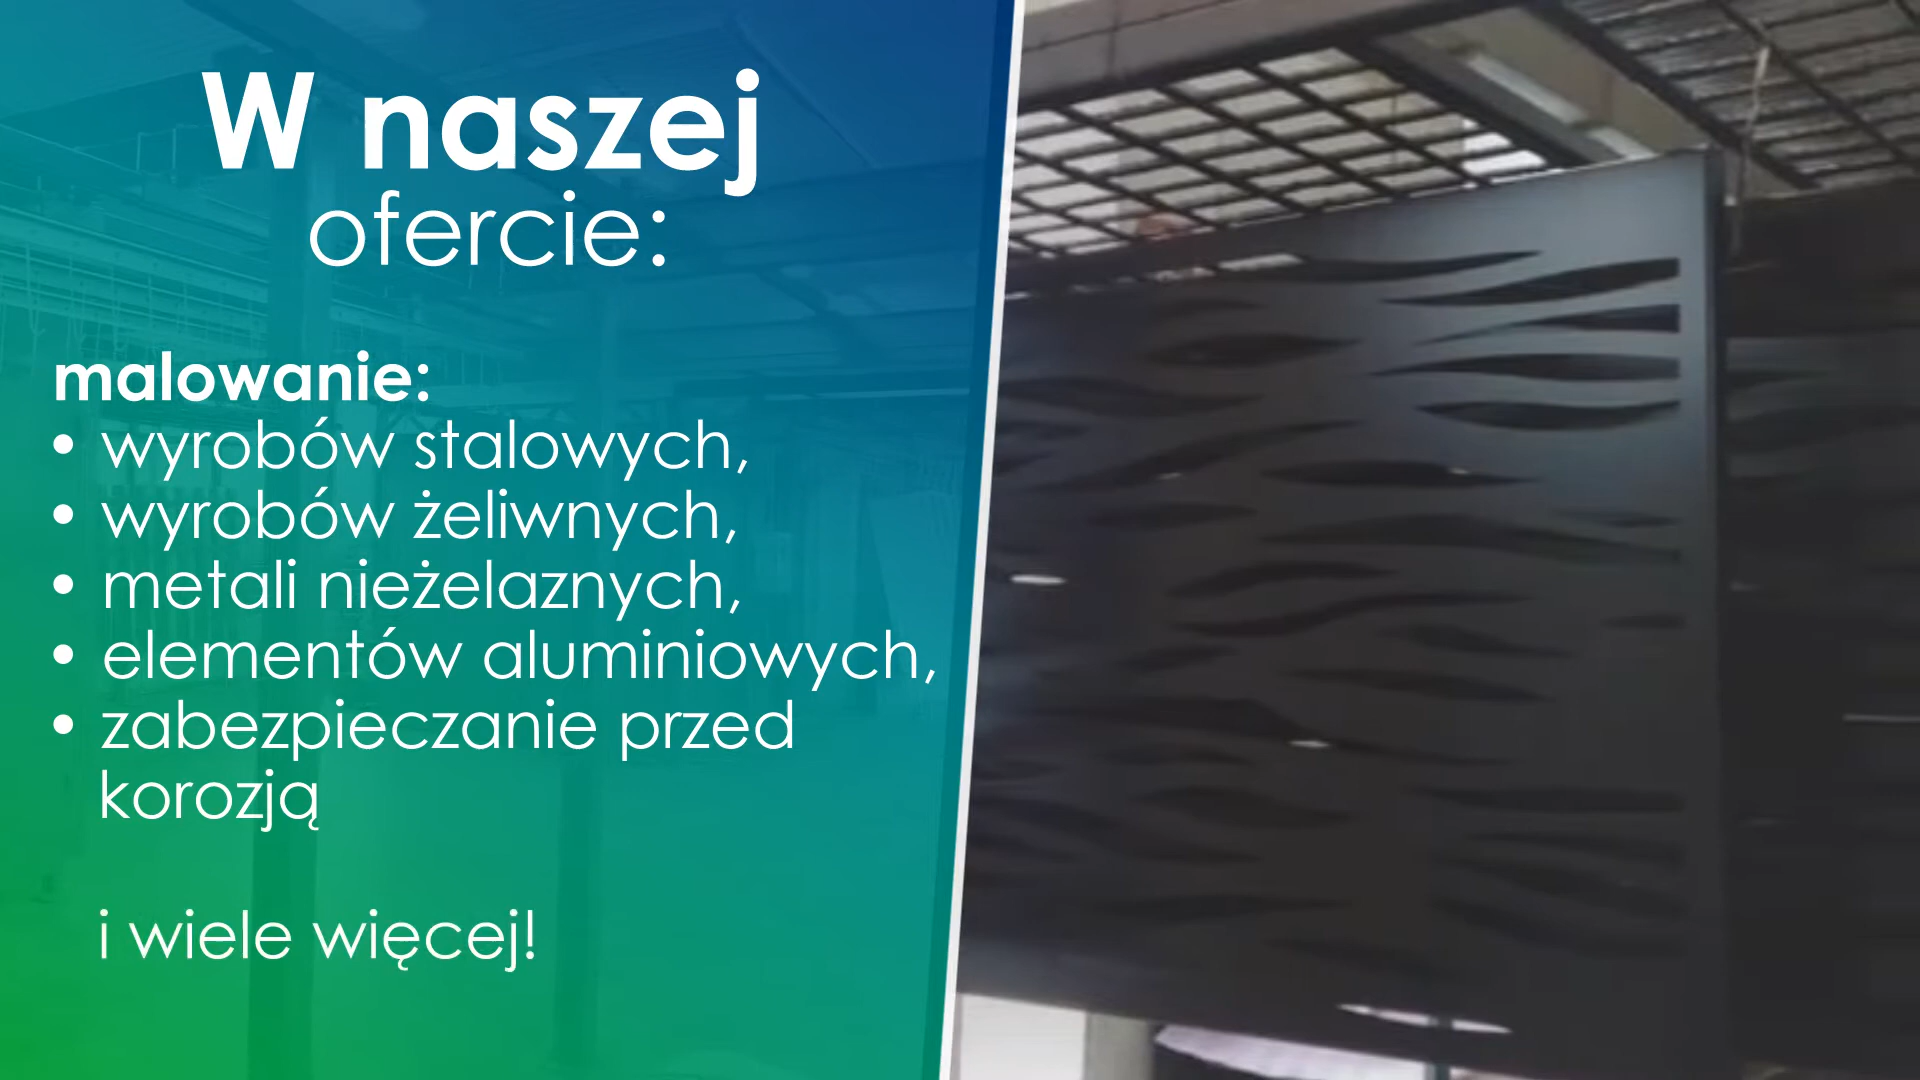 W naszej
ofercie:
malowanie:
• wyrobów stalowych,
• wyrobów żeliwnych,
• metali nieżelaznych,
• elementów aluminiowych,
• zabezpieczanie przed
korozją
i wiele więcej!